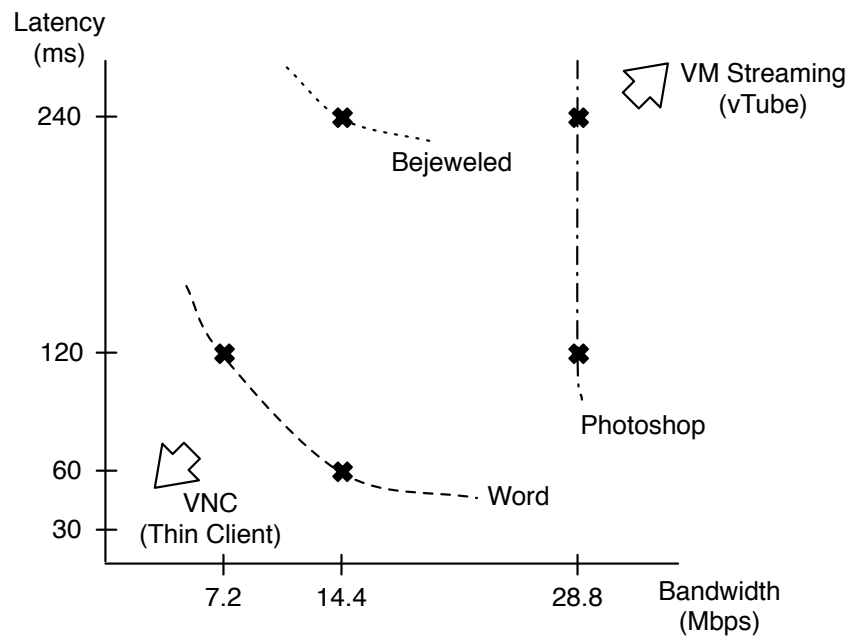 Latency
(ms)
VM Streaming
(vTube)
240
Bejeweled
120
Photoshop
60
VNC
(Thin Client)
Word
30
7.2
14.4
28.8
Bandwidth
(Mbps)